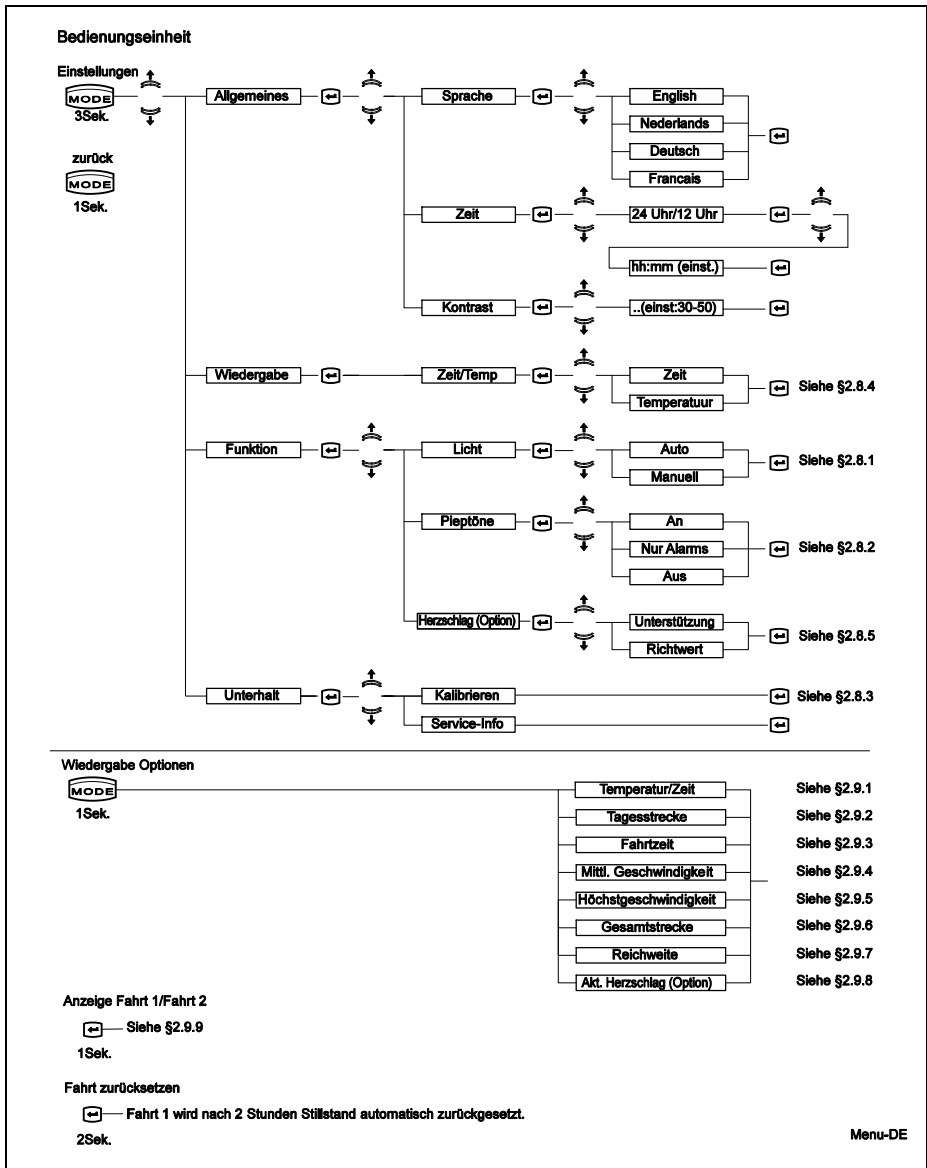 Bedienungseinheit
Einstellungen
MODE
3Sek.
zurück
MODE
1Sek.
Allgemeines
Sprache
English
Nederlands
Deutsch
Francais
Zeit
24 Uhr/12 Uhr
hh:mm (einst.)
Kontrast
..(einst:30-50)
Wiedergabe
Zeit/Temp
Zeit
Temperatuur
Siehe §2.8.4
Funktion
Licht
Auto
Manuell
Siehe §2.8.1
Pieptöne
An
Nur Alarms
Aus
Siehe §2.8.2
Herzschlag (Option)
Unterstützung
Richtwert
Siehe §2.8.5
Unterhalt
Kalibrieren
Siehe §2.8.3
Service-Info
Wiedergabe Optionen
MODE
1Sek.
Temperatur/Zeit Siehe §2.9.1
Tagesstrecke Siehe §2.9.2
Fahrtzeit Siehe §2.9.3
Mittl. Geschwindigkeit Siehe §2.9.4
Höchstgeschwindigkeit Siehe §2.9.5
Gesamtstrecke Siehe §2.9.6
Reichweite Siehe §2.9.7
Akt. Herzschlag (Option) Siehe §2.9.8
Anzeige Fahrt 1/Fahrt 2
Siehe §2.9.9
1Sek.
Fahrt zurücksetzen
Fahrt 1 wird nach 2 Stunden Stillstand automatisch zurückgesetzt.
2Sek.
Menu-DE